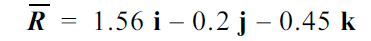 R̅ = 1.56 i – 0.2 j – 0.45 k